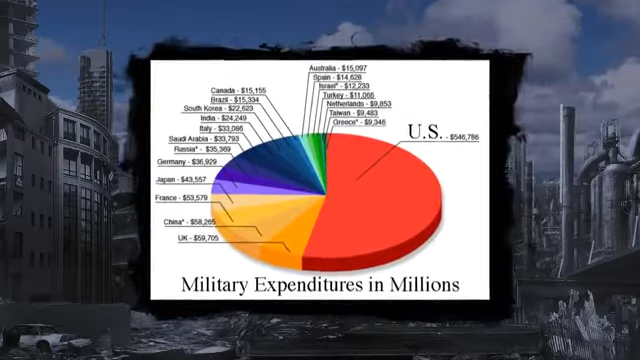 Australia - $15,097
Spain - $14,628
Israel* - $12,233
Turkey - $11,066
Netherlands - $9,853
Taiwan - $9,483
Greece* - $9,346
Canada - $15,155
Brazil - $15,334
South Korea - $22,623
India - $24,249
Italy - $33,086
Saudi Arabia - $33,793
Russia* - $35,369
Germany - $36,929
Japan - $43,557
France - $53,579
China* - $58,265
UK - $59,705
U.S. - $546,786
Military Expenditures in Millions